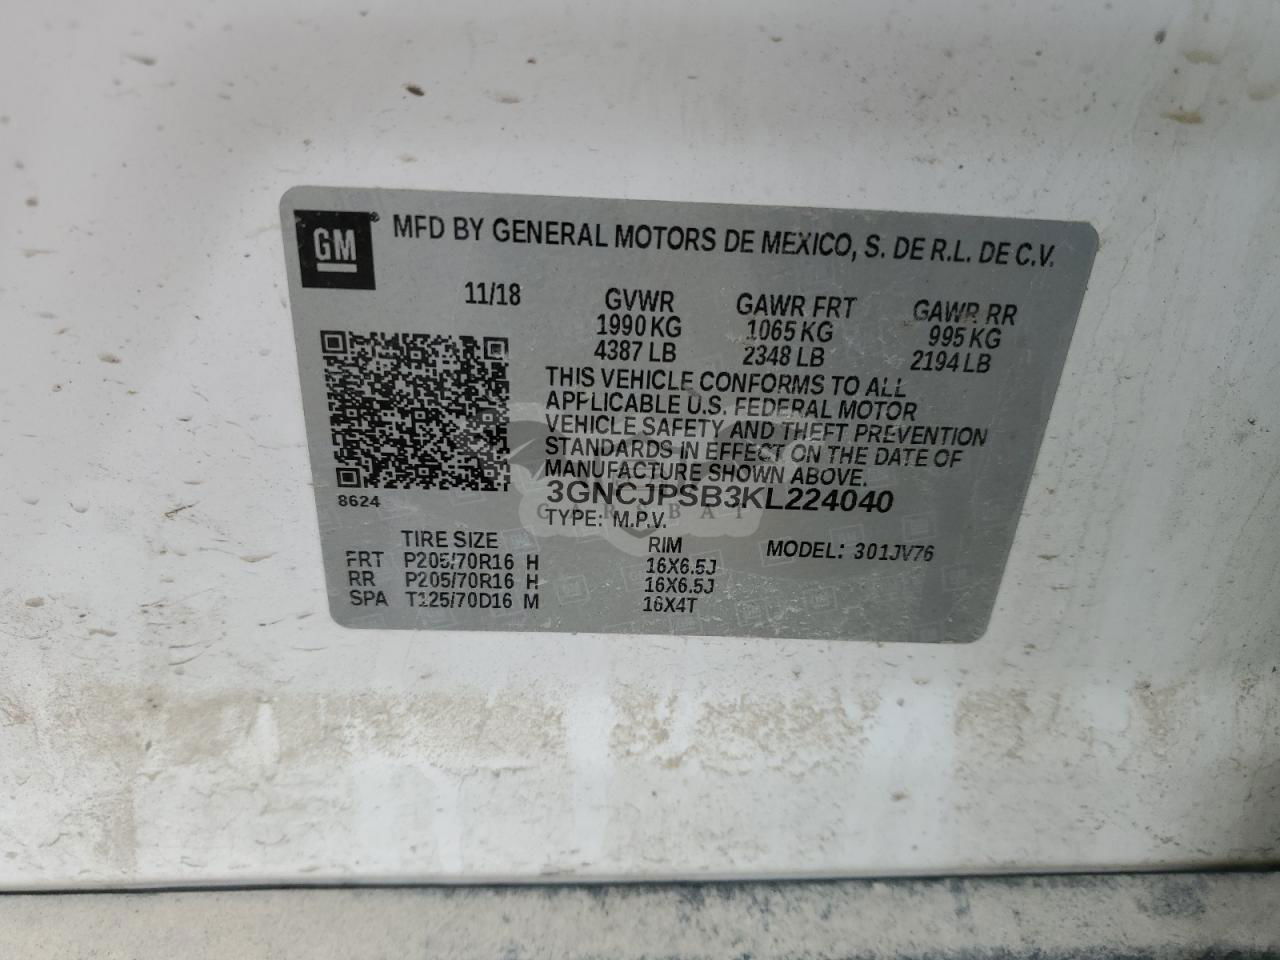 GM®
MFD BY GENERAL MOTORS DE MEXICO, S. DE R.L. DE C.V.
11/18 GVWR GAWR FRT GAWR RR
1990 KG 1065 KG 995 KG
4387 LB 2348 LB 2194 LB
THIS VEHICLE CONFORMS TO ALL
APPLICABLE U.S. FEDERAL MOTOR
VEHICLE SAFETY AND THEFT PREVENTION
STANDARDS IN EFFECT ON THE DATE OF
MANUFACTURE SHOWN ABOVE.
8624
3GNCJPSB3KL224040
CARSBAT
TYPE: M.P.V.
TIRE SIZE RIM MODEL: 301JV76
FRT P205/70R16 H 16X6.5J
RR P205/70R16 H 16X6.5J
SPA T125/70D16 M 16X4T